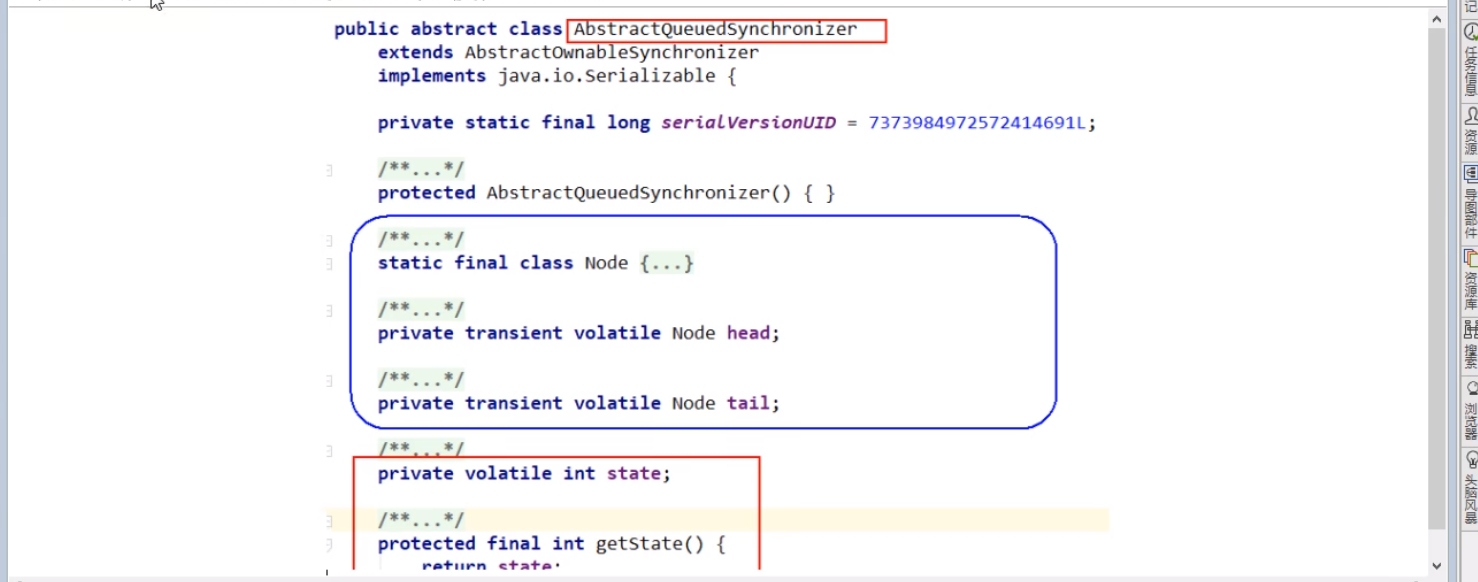 public abstract class AbstractQueuedSynchronizer
extends AbstractOwnableSynchronizer
implements java.io.Serializable {
private static final long serialVersionUID = 7373984972572414691L;
/**...*/
protected AbstractQueuedSynchronizer() { }
/**...*/
static final class Node {...}
/**...*/
private transient volatile Node head;
/**...*/
private transient volatile Node tail;
/**...*/
private volatile int state;
/**...*/
protected final int getState() {
return state;
记
任务信息
资源
导图部件
资源库
搜索
浏览器
头脑风暴